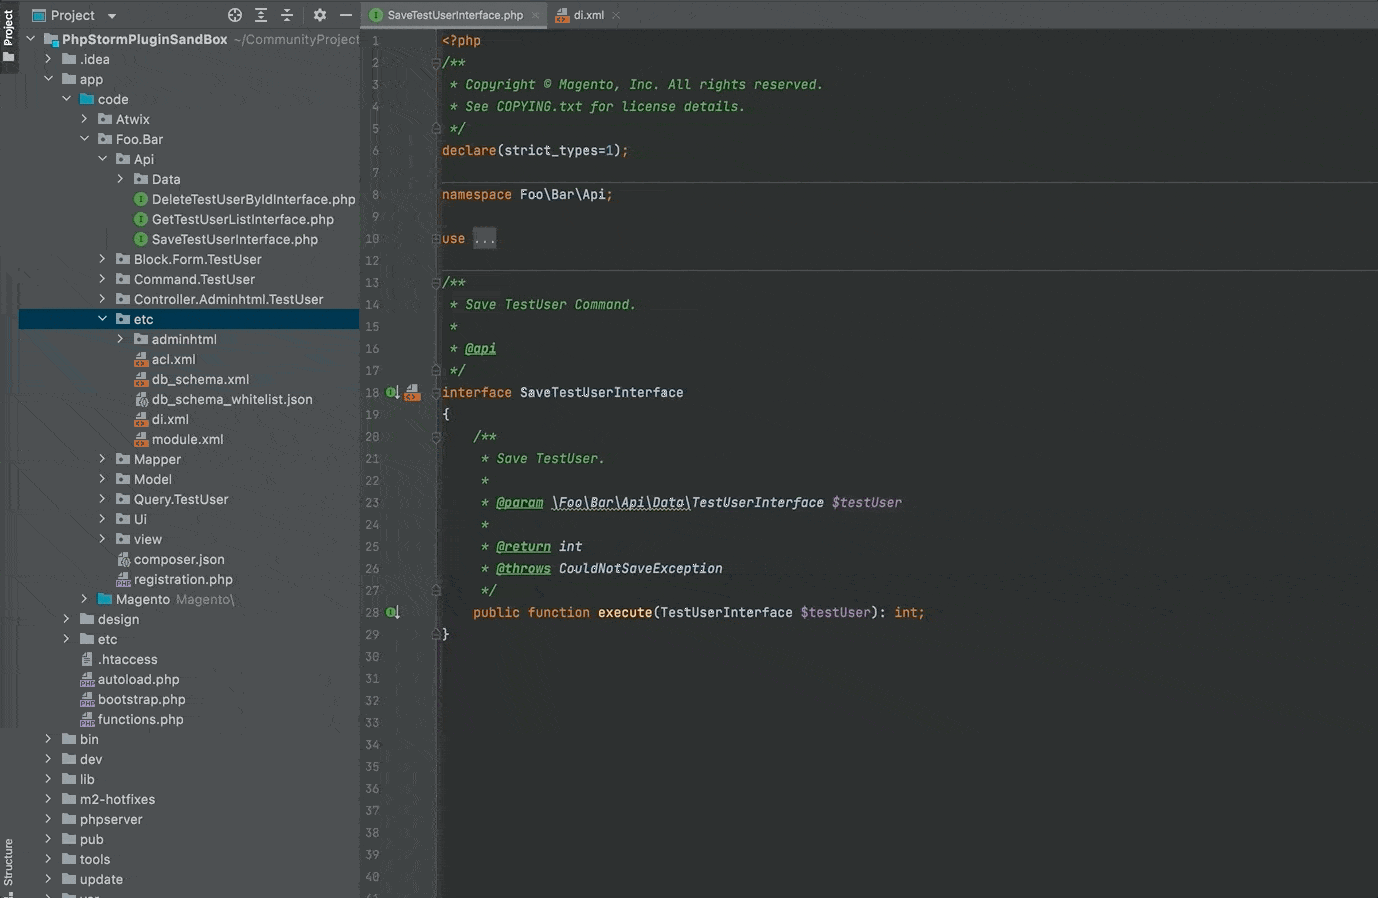 Project
Project
PhpStormPluginSandBox ~/CommunityProject
.idea
app
code
Atwix
Foo.Bar
Api
Data
DeleteTestUserByIdInterface.php
GetTestUserListInterface.php
SaveTestUserInterface.php
Block.Form.TestUser
Command.TestUser
Controller.Adminhtml.TestUser
etc
adminhtml
acl.xml
db_schema.xml
db_schema_whitelist.json
di.xml
module.xml
Mapper
Model
Query.TestUser
Ui
view
composer.json
registration.php
Magento Magento\
design
etc
.htaccess
autoload.php
bootstrap.php
functions.php
bin
dev
lib
m2-hotfixes
phpserver
pub
tools
update
Structure
SaveTestUserInterface.php
di.xml
1 <?php
2 /**
3 * Copyright © Magento, Inc. All rights reserved.
4 * See COPYING.txt for license details.
5 */
6 declare(strict_types=1);
7
8 namespace Foo\Bar\Api;
9
10 use ...
12
13 /**
14 * Save TestUser Command.
15 *
16 * @api
17 */
18 interface SaveTestUserInterface
19 {
20 /**
21 * Save TestUser.
22 *
23 * @param \Foo\Bar\Api\Data\TestUserInterface $testUser
24 *
25 * @return int
26 * @throws CouldNotSaveException
27 */
28 public function execute(TestUserInterface $testUser): int;
29 }
30
31
32
33
34
35
36
37
38
39
40